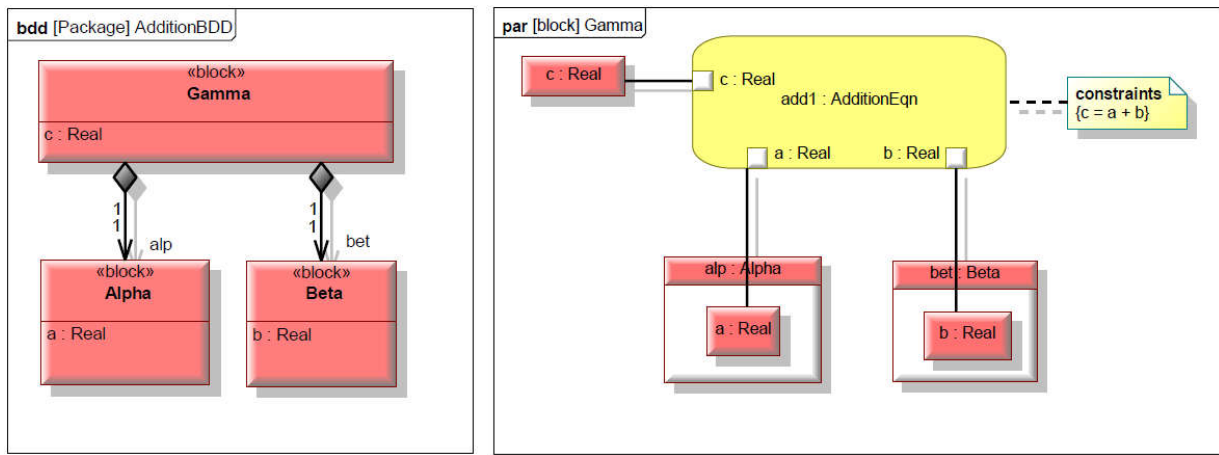 bdd [Package] AdditionBDD
«block»
Gamma
c : Real
1
1
alp
1
1
bet
«block»
Alpha
a : Real
«block»
Beta
b : Real
par [block] Gamma
c : Real
c : Real
add1 : AdditionEqn
a : Real
b : Real
constraints
{c = a + b}
alp : Alpha
a : Real
bet : Beta
b : Real